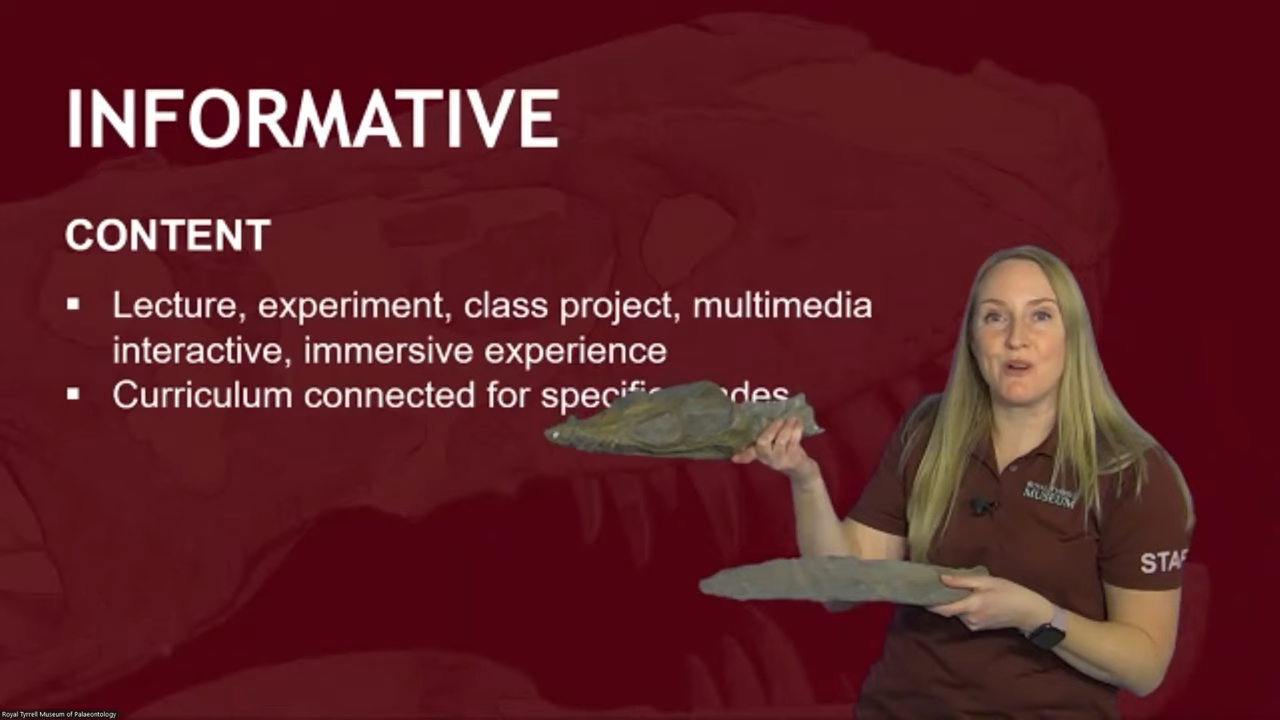 INFORMATIVE
CONTENT
▪ Lecture, experiment, class project, multimedia
interactive, immersive experience
▪ Curriculum connected for
ROYAL TYRRELL
MUSEUM
Royal Tyrrell Museum of Palaeontology